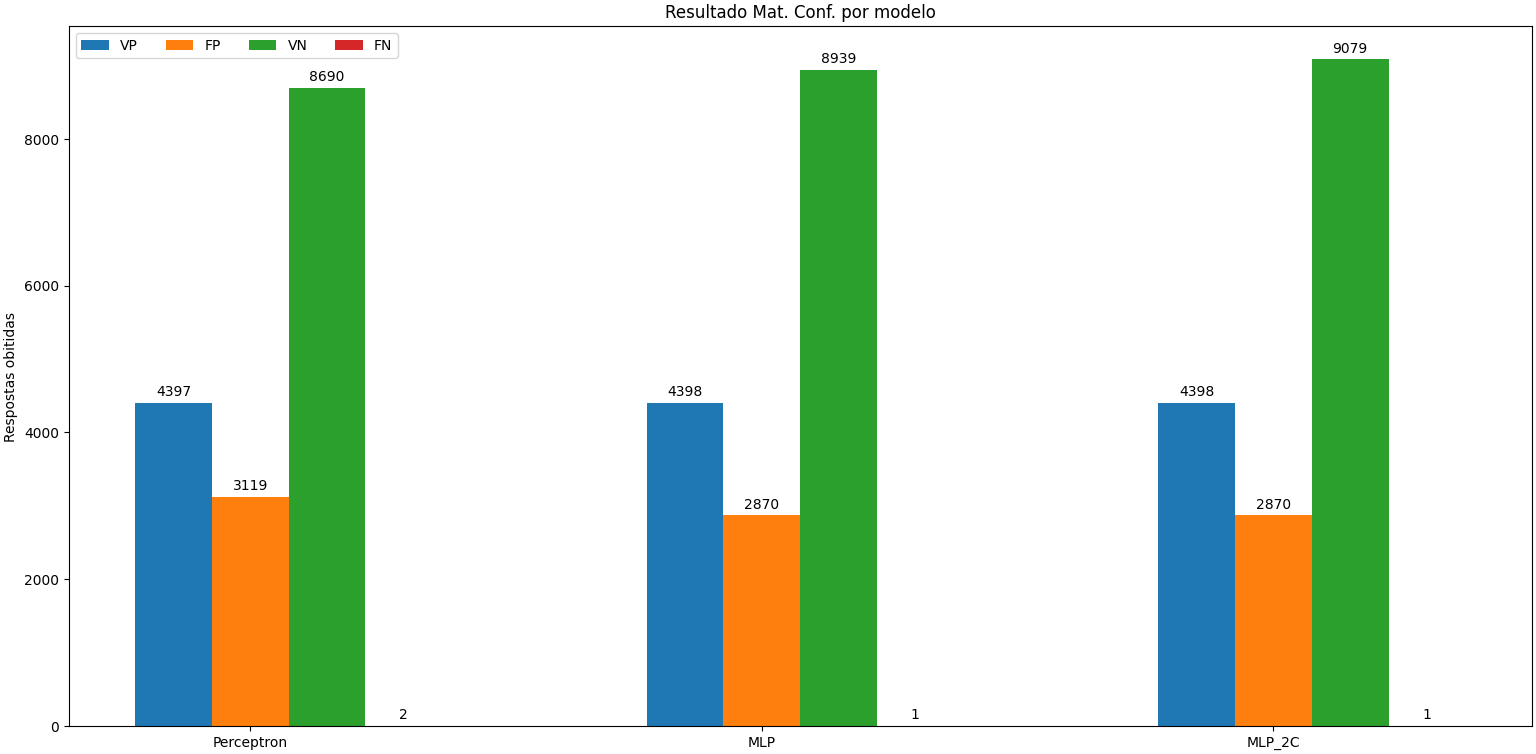 Resultado Mat. Conf. por modelo
VP FP VN FN
Respostas obitidas
8000
6000
4000
2000
0
4397
3119
8690
2
4398
2870
8939
1
4398
2870
9079
1
Perceptron
MLP
MLP_2C